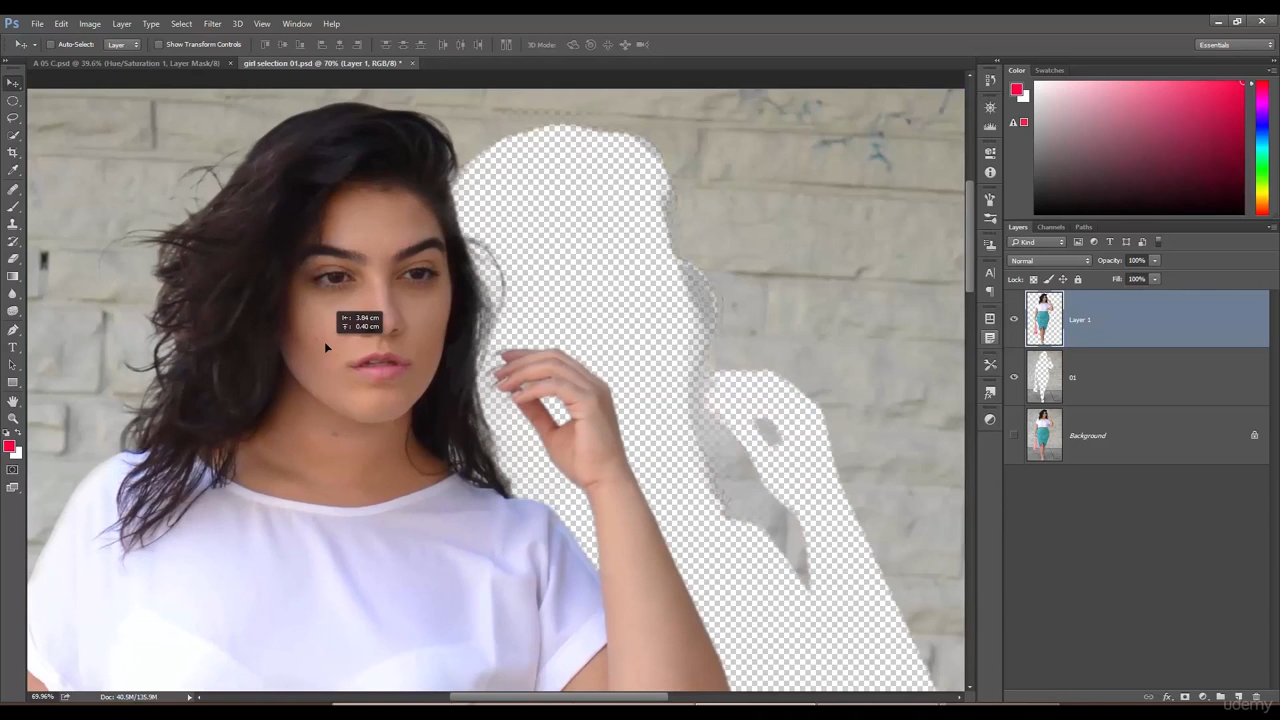 Ps File Edit Image Layer Type Select Filter 3D View Window Help
Auto-Select: Layer Show Transform Controls 3D Mode: Essentials
A 05 C.psd @ 39.6% (Hue/Saturation 1, Layer Mask/8) × girl selection 01.psd @ 70% (Layer 1, RGB/8) * ×
Color Swatches
Layers Channels Paths
Kind
Normal Opacity: 100%
Lock: Fill: 100%
3.84 cm
0.40 cm
Layer 1
01
Background
69.96% Doc: 40.5M/135.9M
udemy